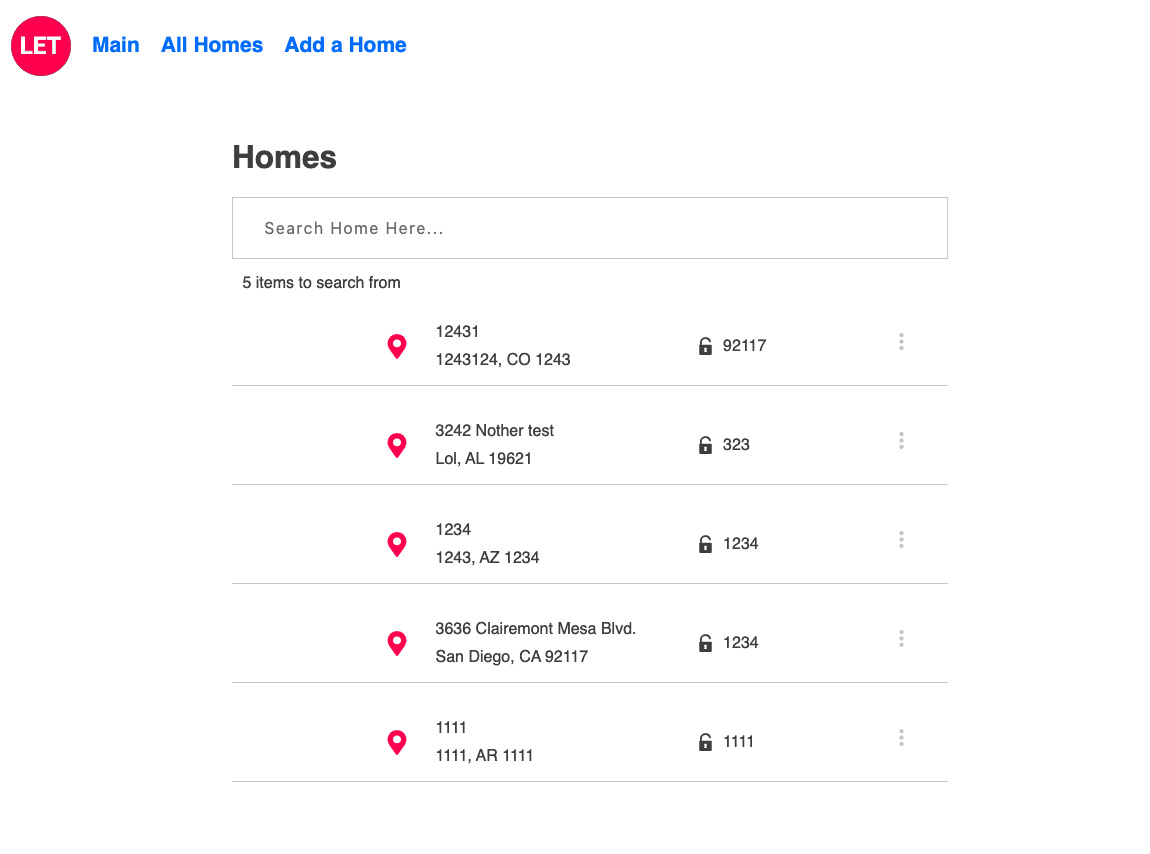 LET
Main All Homes Add a Home
Homes
Search Home Here...
5 items to search from
12431
1243124, CO 1243
92117
3242 Nother test
Lol, AL 19621
323
1234
1243, AZ 1234
1234
3636 Clairemont Mesa Blvd.
San Diego, CA 92117
1234
1111
1111, AR 1111
1111